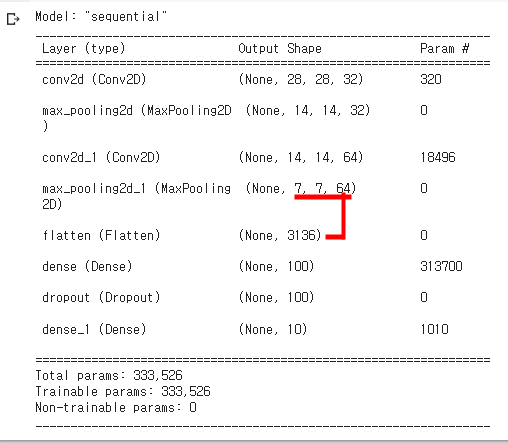 Model: "sequential"
Layer (type) Output Shape Param #
conv2d (Conv2D) (None, 28, 28, 32) 320
max_pooling2d (MaxPooling2D (None, 14, 14, 32) 0
)
conv2d_1 (Conv2D) (None, 14, 14, 64) 18496
max_pooling2d_1 (MaxPooling (None, 7, 7, 64) 0
2D)
flatten (Flatten) (None, 3136) 0
dense (Dense) (None, 100) 313700
dropout (Dropout) (None, 100) 0
dense_1 (Dense) (None, 10) 1010
Total params: 333,526
Trainable params: 333,526
Non-trainable params: 0